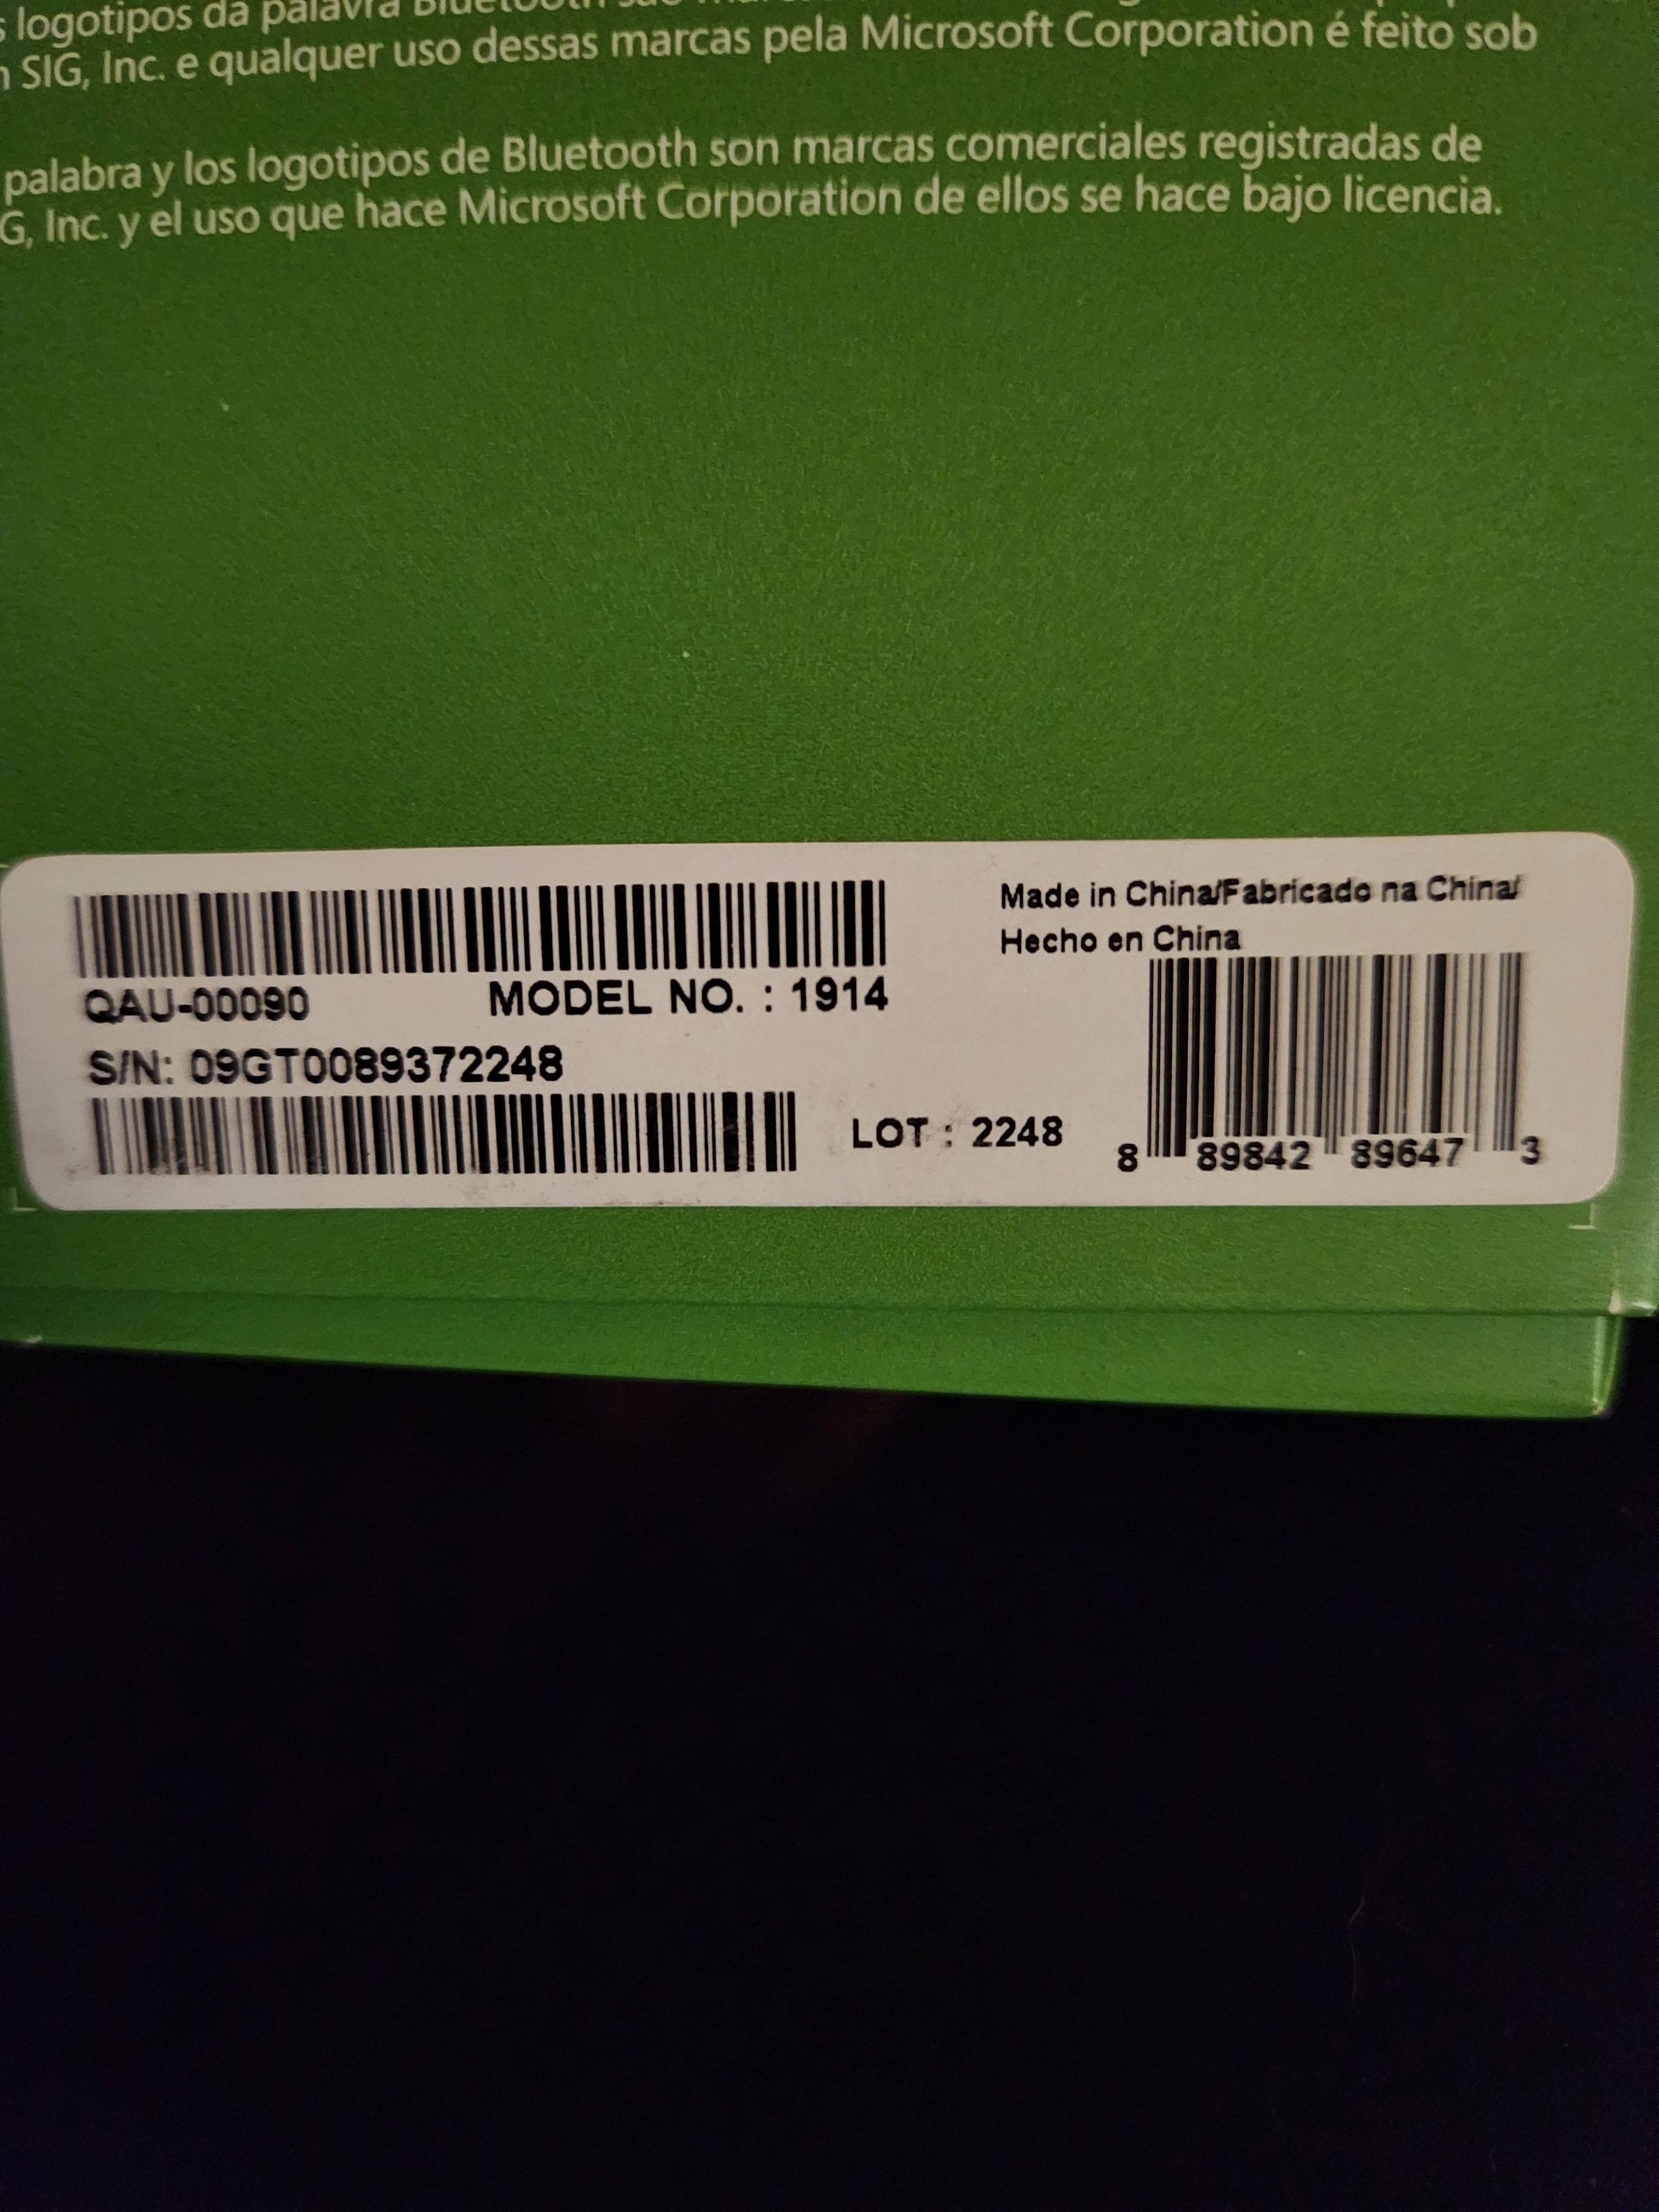 logotipos da palavra Bluetooth
SIG, Inc. e qualquer uso dessas marcas pela Microsoft Corporation é feito sob
palabra y los logotipos de Bluetooth son marcas comerciales registradas de
G, Inc. y el uso que hace Microsoft Corporation de ellos se hace bajo licencia.
Made in China/Fabricado na China/
Hecho en China
QAU-00090 MODEL NO. : 1914
S/N: 09GT0089372248
LOT : 2248
8 89842 89647 3